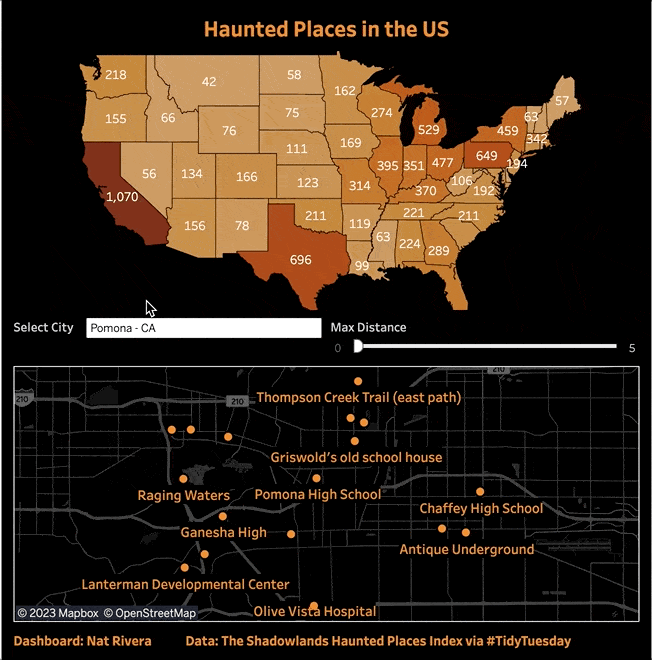 Haunted Places in the US
218
42
58
162
57
155
66
76
75
274
529
63
459
342
111
169
649
194
1,070
56
134
166
123
314
395
351
477
106
192
370
156
78
211
119
221
211
696
99
63
224
289
Select City
Pomona - CA
Max Distance
0
5
210
210
210
Thompson Creek Trail (east path)
Griswold's old school house
Raging Waters
Pomona High School
Chaffey High School
Ganesha High
Antique Underground
Lanterman Developmental Center
Olive Vista Hospital
© 2023 Mapbox © OpenStreetMap
Dashboard: Nat Rivera
Data: The Shadowlands Haunted Places Index via #TidyTuesday